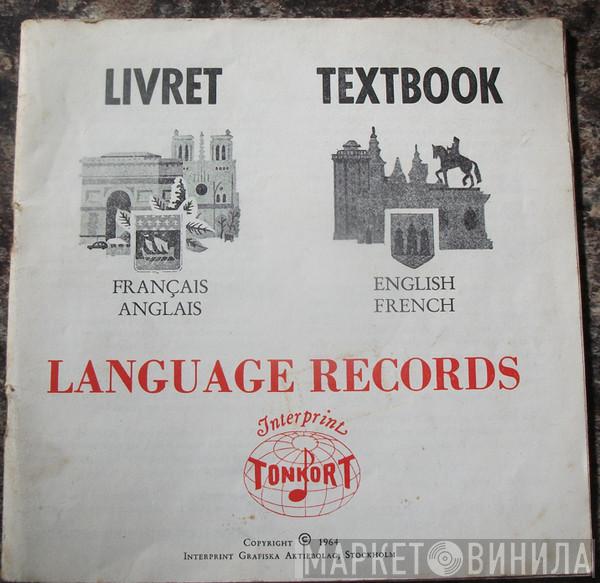 LIVRET
TEXTBOOK
FRANÇAIS
ANGLAIS
ENGLISH
FRENCH
LANGUAGE RECORDS
Interprint
TONKORT
COPYRIGHT © 1964
INTERPRINT GRAFISKA AKTIEBOLAG, STOCKHOLM
МАРКЕТ ВИНИЛА